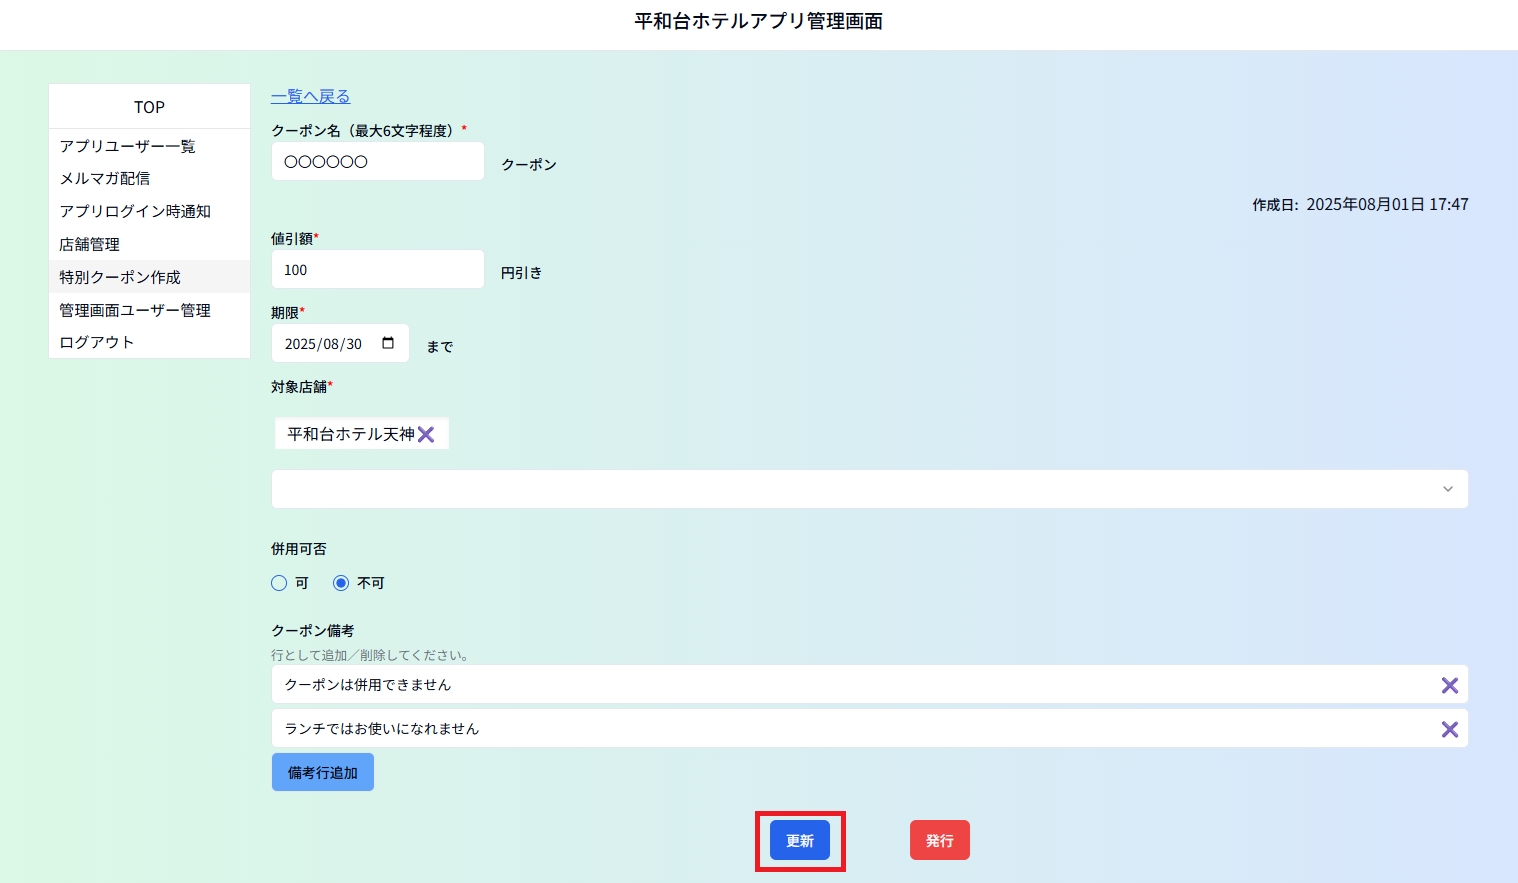 平和台ホテルアプリ管理画面
TOP
アプリユーザー一覧
メルマガ配信
アプリログイン時通知
店舗管理
特別クーポン作成
管理画面ユーザー管理
ログアウト
一覧へ戻る
クーポン名（最大6文字程度）*
〇〇〇〇〇〇 クーポン
作成日: 2025年08月01日 17:47
値引額*
100 円引き
期限*
2025/08/30 まで
対象店舗*
平和台ホテル天神
併用可否
可 不可
クーポン備考
行として追加／削除してください。
クーポンは併用できません
ランチではお使いになれません
備考行追加
更新 発行